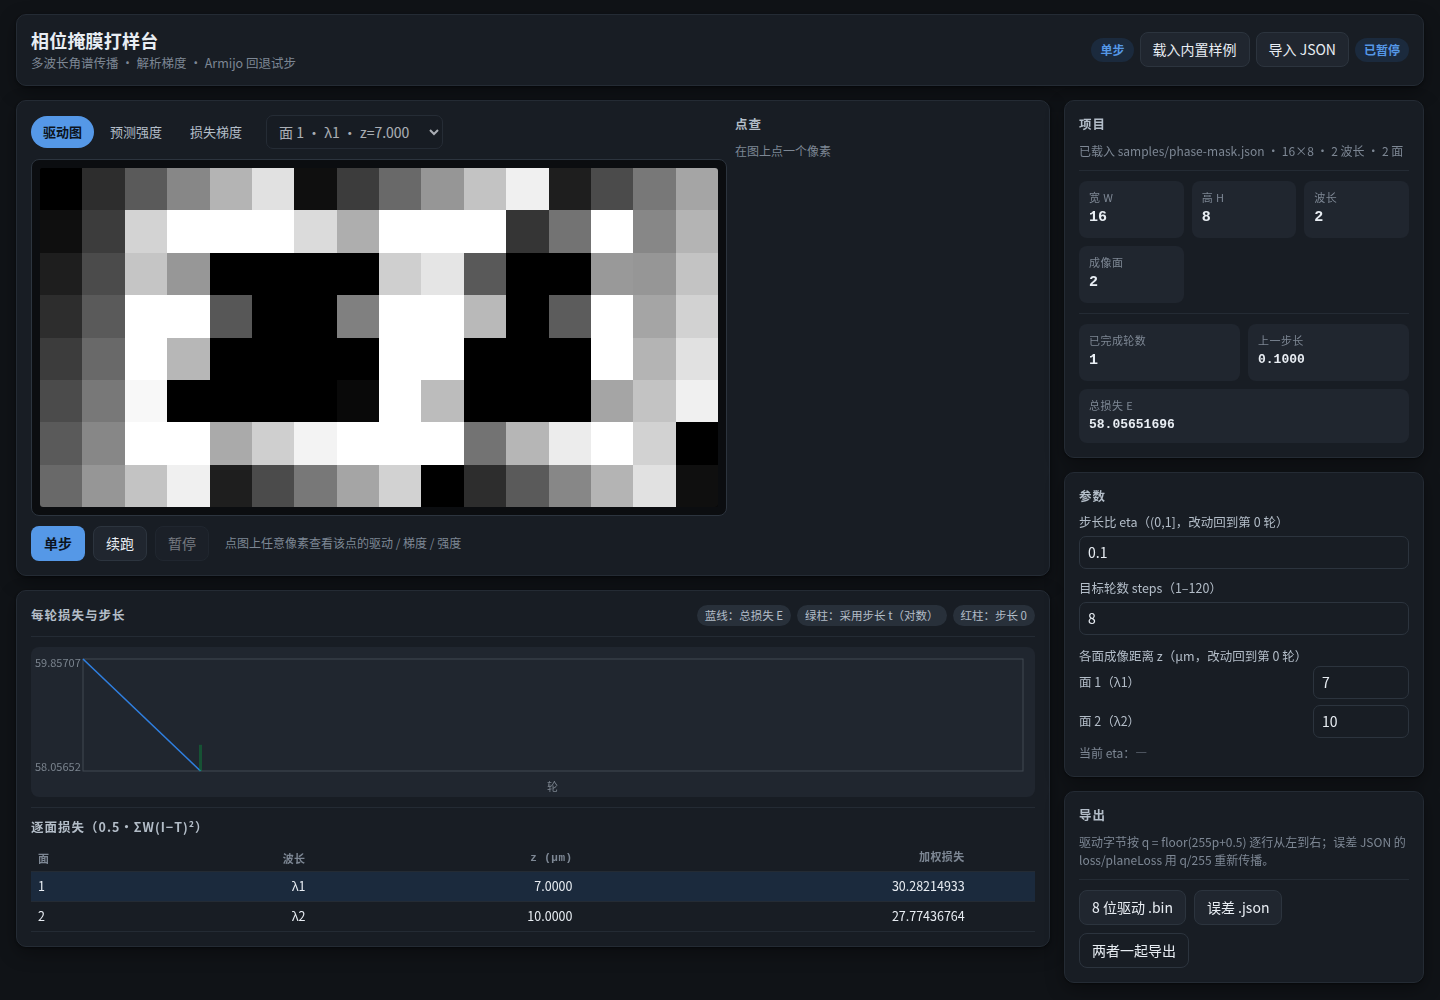 相位掩膜打样台
多波长角谱传播 · 解析梯度 · Armijo 回退试步
单步
载入内置样例
导入 JSON
已暂停
驱动图
预测强度
损失梯度
面 1 · λ1 · z=7.000
点查
在图上点一个像素
单步
续跑
暂停
点图上任意像素查看该点的驱动 / 梯度 / 强度
每轮损失与步长
蓝线：总损失 E
绿柱：采用步长 t（对数）
红柱：步长 0
59.85707
58.05652
轮
逐面损失（0.5 · ΣW(I−T)²）
面 波长 z (μm) 加权损失
1 λ1 7.0000 30.28214933
2 λ2 10.0000 27.77436764
项目
已载入 samples/phase-mask.json · 16×8 · 2 波长 · 2 面
宽 W
16
高 H
8
波长
2
成像面
2
已完成轮数
1
上一步长
0.1000
总损失 E
58.05651696
参数
步长比 eta（(0,1]，改动回到第 0 轮）
0.1
目标轮数 steps（1–120）
8
各面成像距离 z（μm，改动回到第 0 轮）
面 1（λ1）
7
面 2（λ2）
10
当前 eta：—
导出
驱动字节按 q = floor(255p+0.5) 逐行从左到右；误差 JSON 的
loss/planeLoss 用 q/255 重新传播。
8 位驱动 .bin
误差 .json
两者一起导出